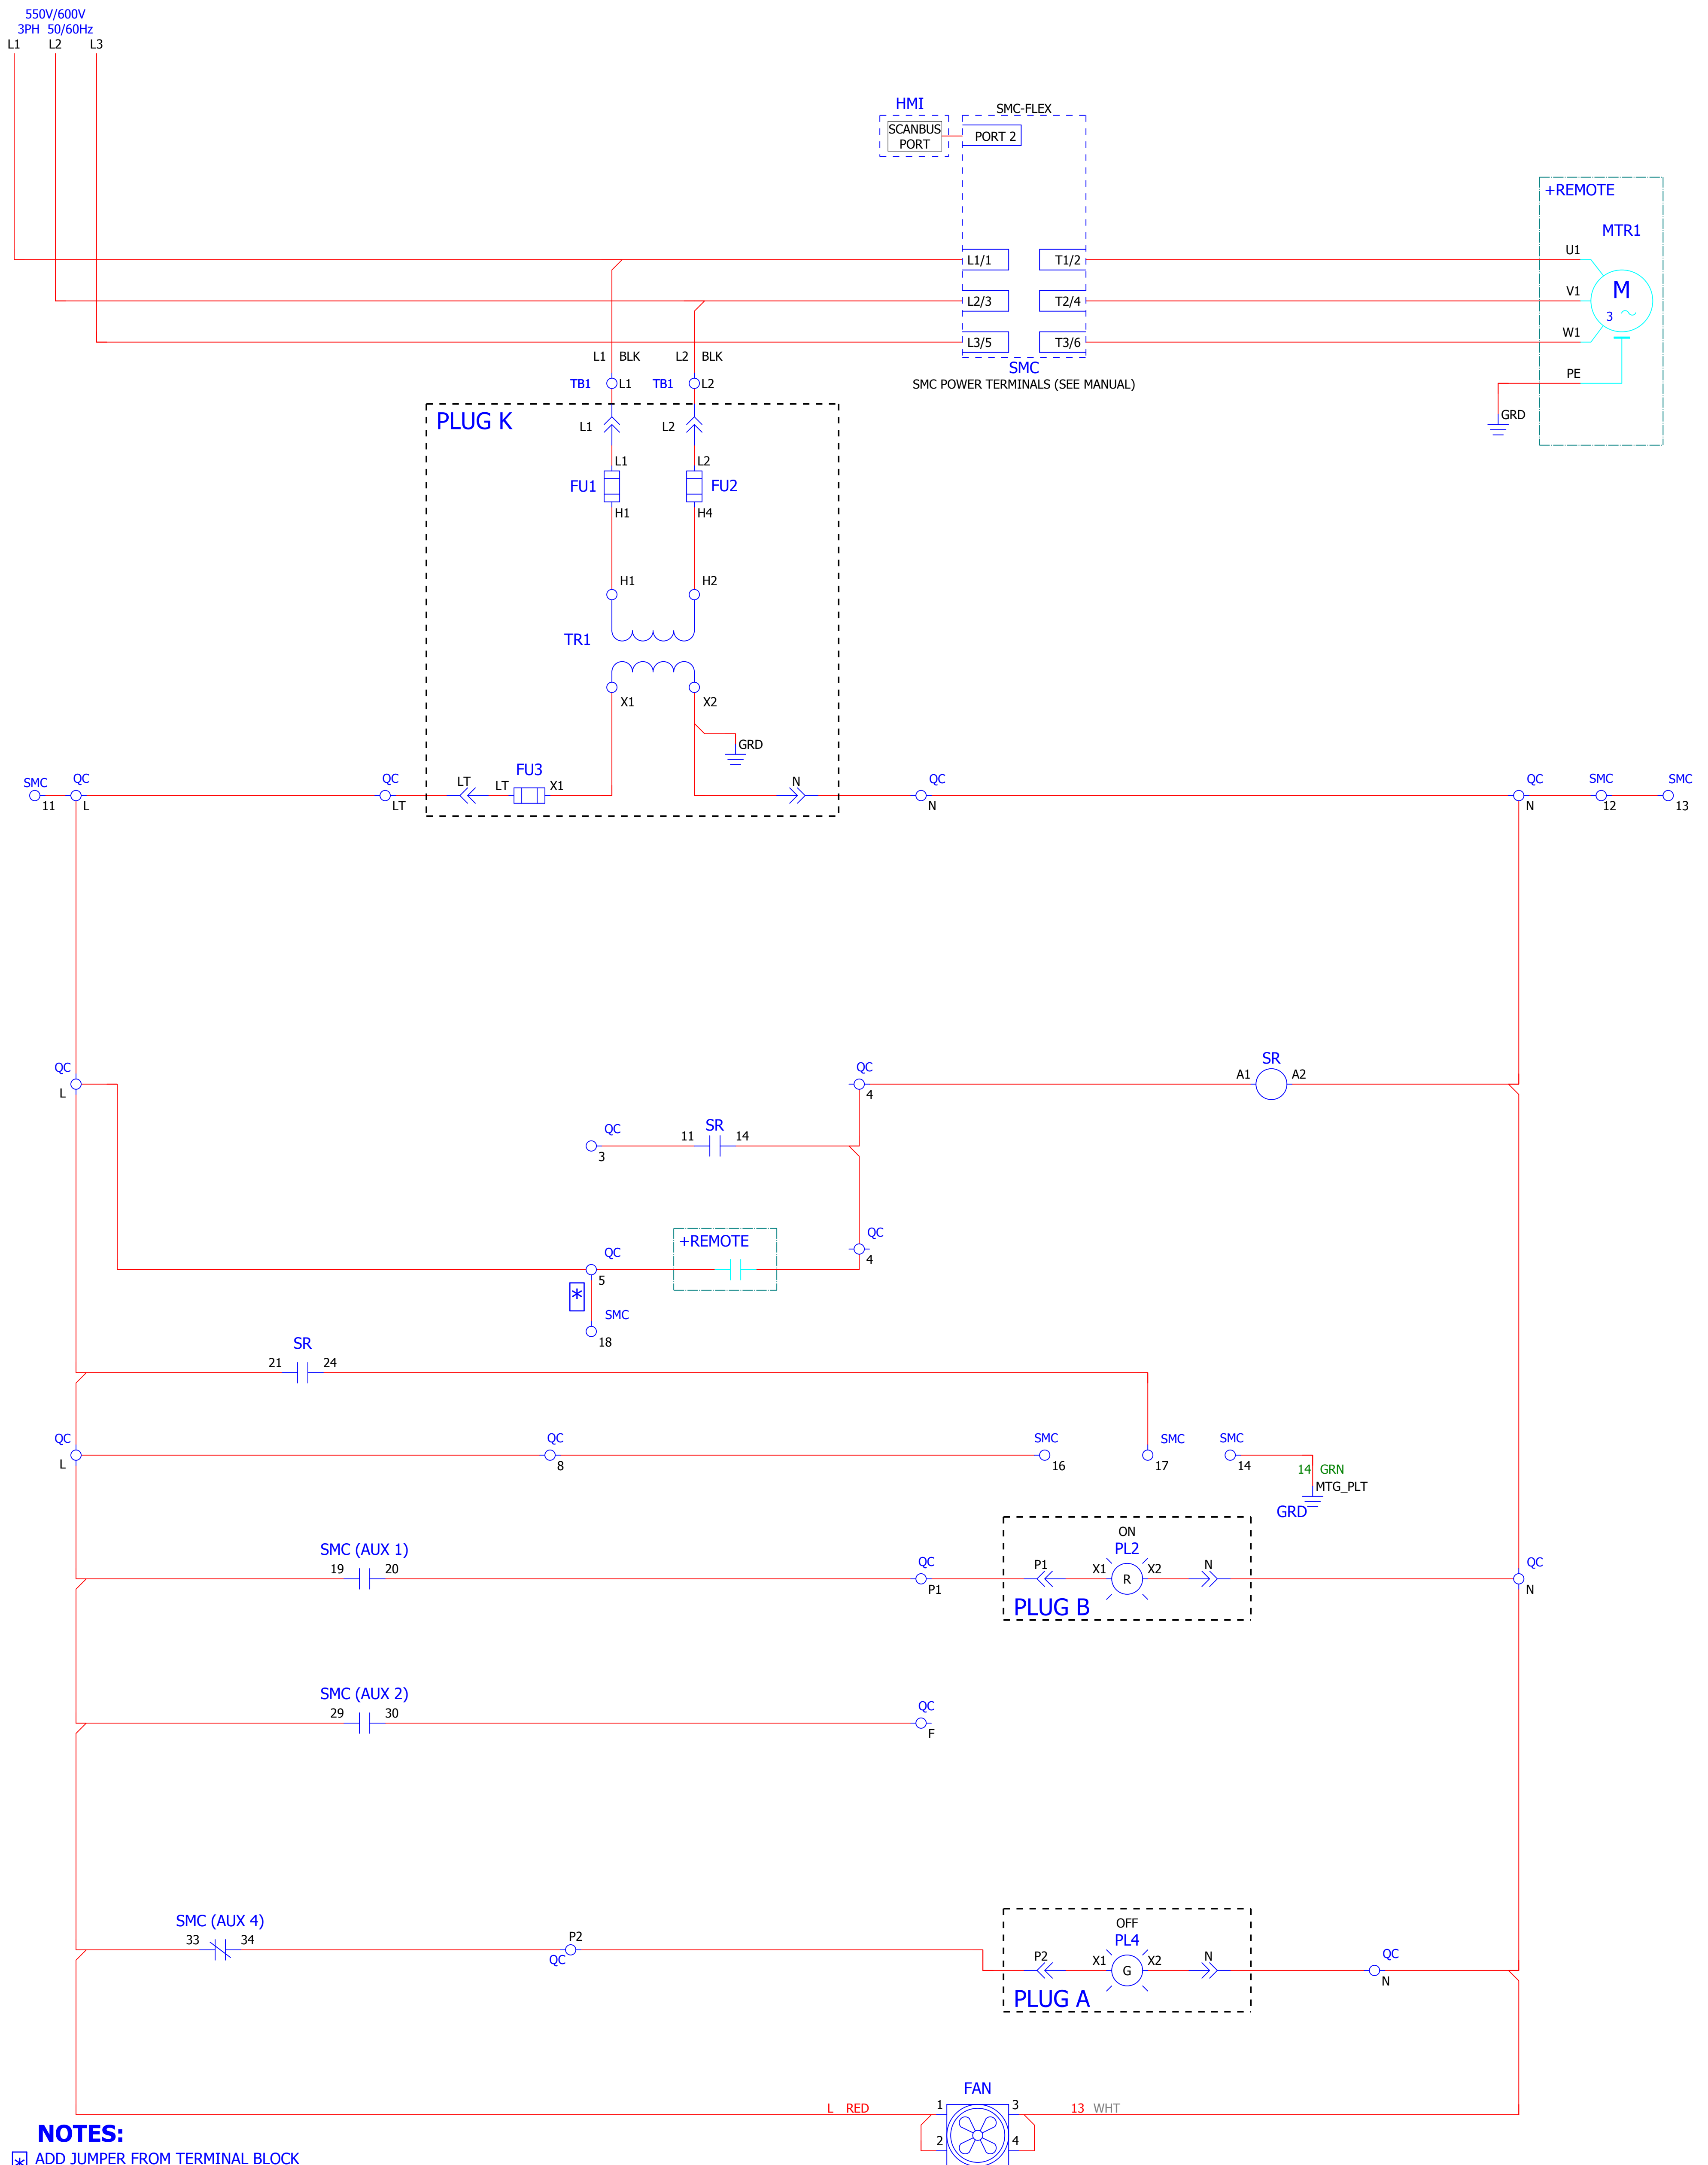 550V/600V
3PH 50/60Hz
L1 L2 L3
HMI
SCANBUS
PORT
SMC-FLEX
PORT 2
+REMOTE
MTR1
L1/1 T1/2 U1
L2/3 T2/4 V1
M
3
L3/5 T3/6 W1
SMC
SMC POWER TERMINALS (SEE MANUAL)
PE
GRD
L1 BLK L2 BLK
TB1 L1 TB1 L2
PLUG K
L1 L2
L1 L2
FU1 FU2
H1 H4
H1 H2
TR1
X1 X2
GRD
SMC QC QC LT LT FU3 X1 N QC QC SMC SMC
11 L LT N N 12 13
QC QC SR
L 4 A1 A2
QC 11 SR 14
3
+REMOTE QC
QC 4
5
*
SMC
18
SR
21 24
QC QC SMC SMC SMC
L 8 16 17 14
14 GRN
MTG_PLT
GRD
SMC (AUX 1)
19 20
QC
P1
ON
PL2
P1 X1 R X2 N
PLUG B
QC
N
SMC (AUX 2)
29 30
QC
F
SMC (AUX 4)
33 34
P2
QC
OFF
PL4
P2 X1 G X2 N
PLUG A
QC
N
FAN
L RED 1 3 13 WHT
2 4
NOTES:
* ADD JUMPER FROM TERMINAL BLOCK